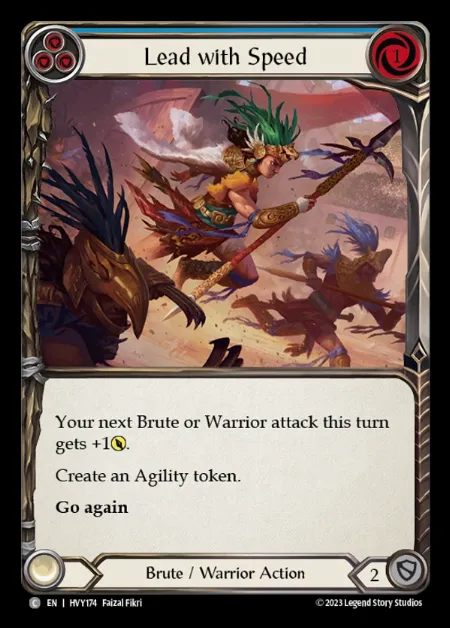 Lead with Speed
1
Your next Brute or Warrior attack this turn
gets +1.
Create an Agility token.
Go again
Brute / Warrior Action
2
C EN | HVY174 Faizal Fikri
© 2023 Legend Story Studios